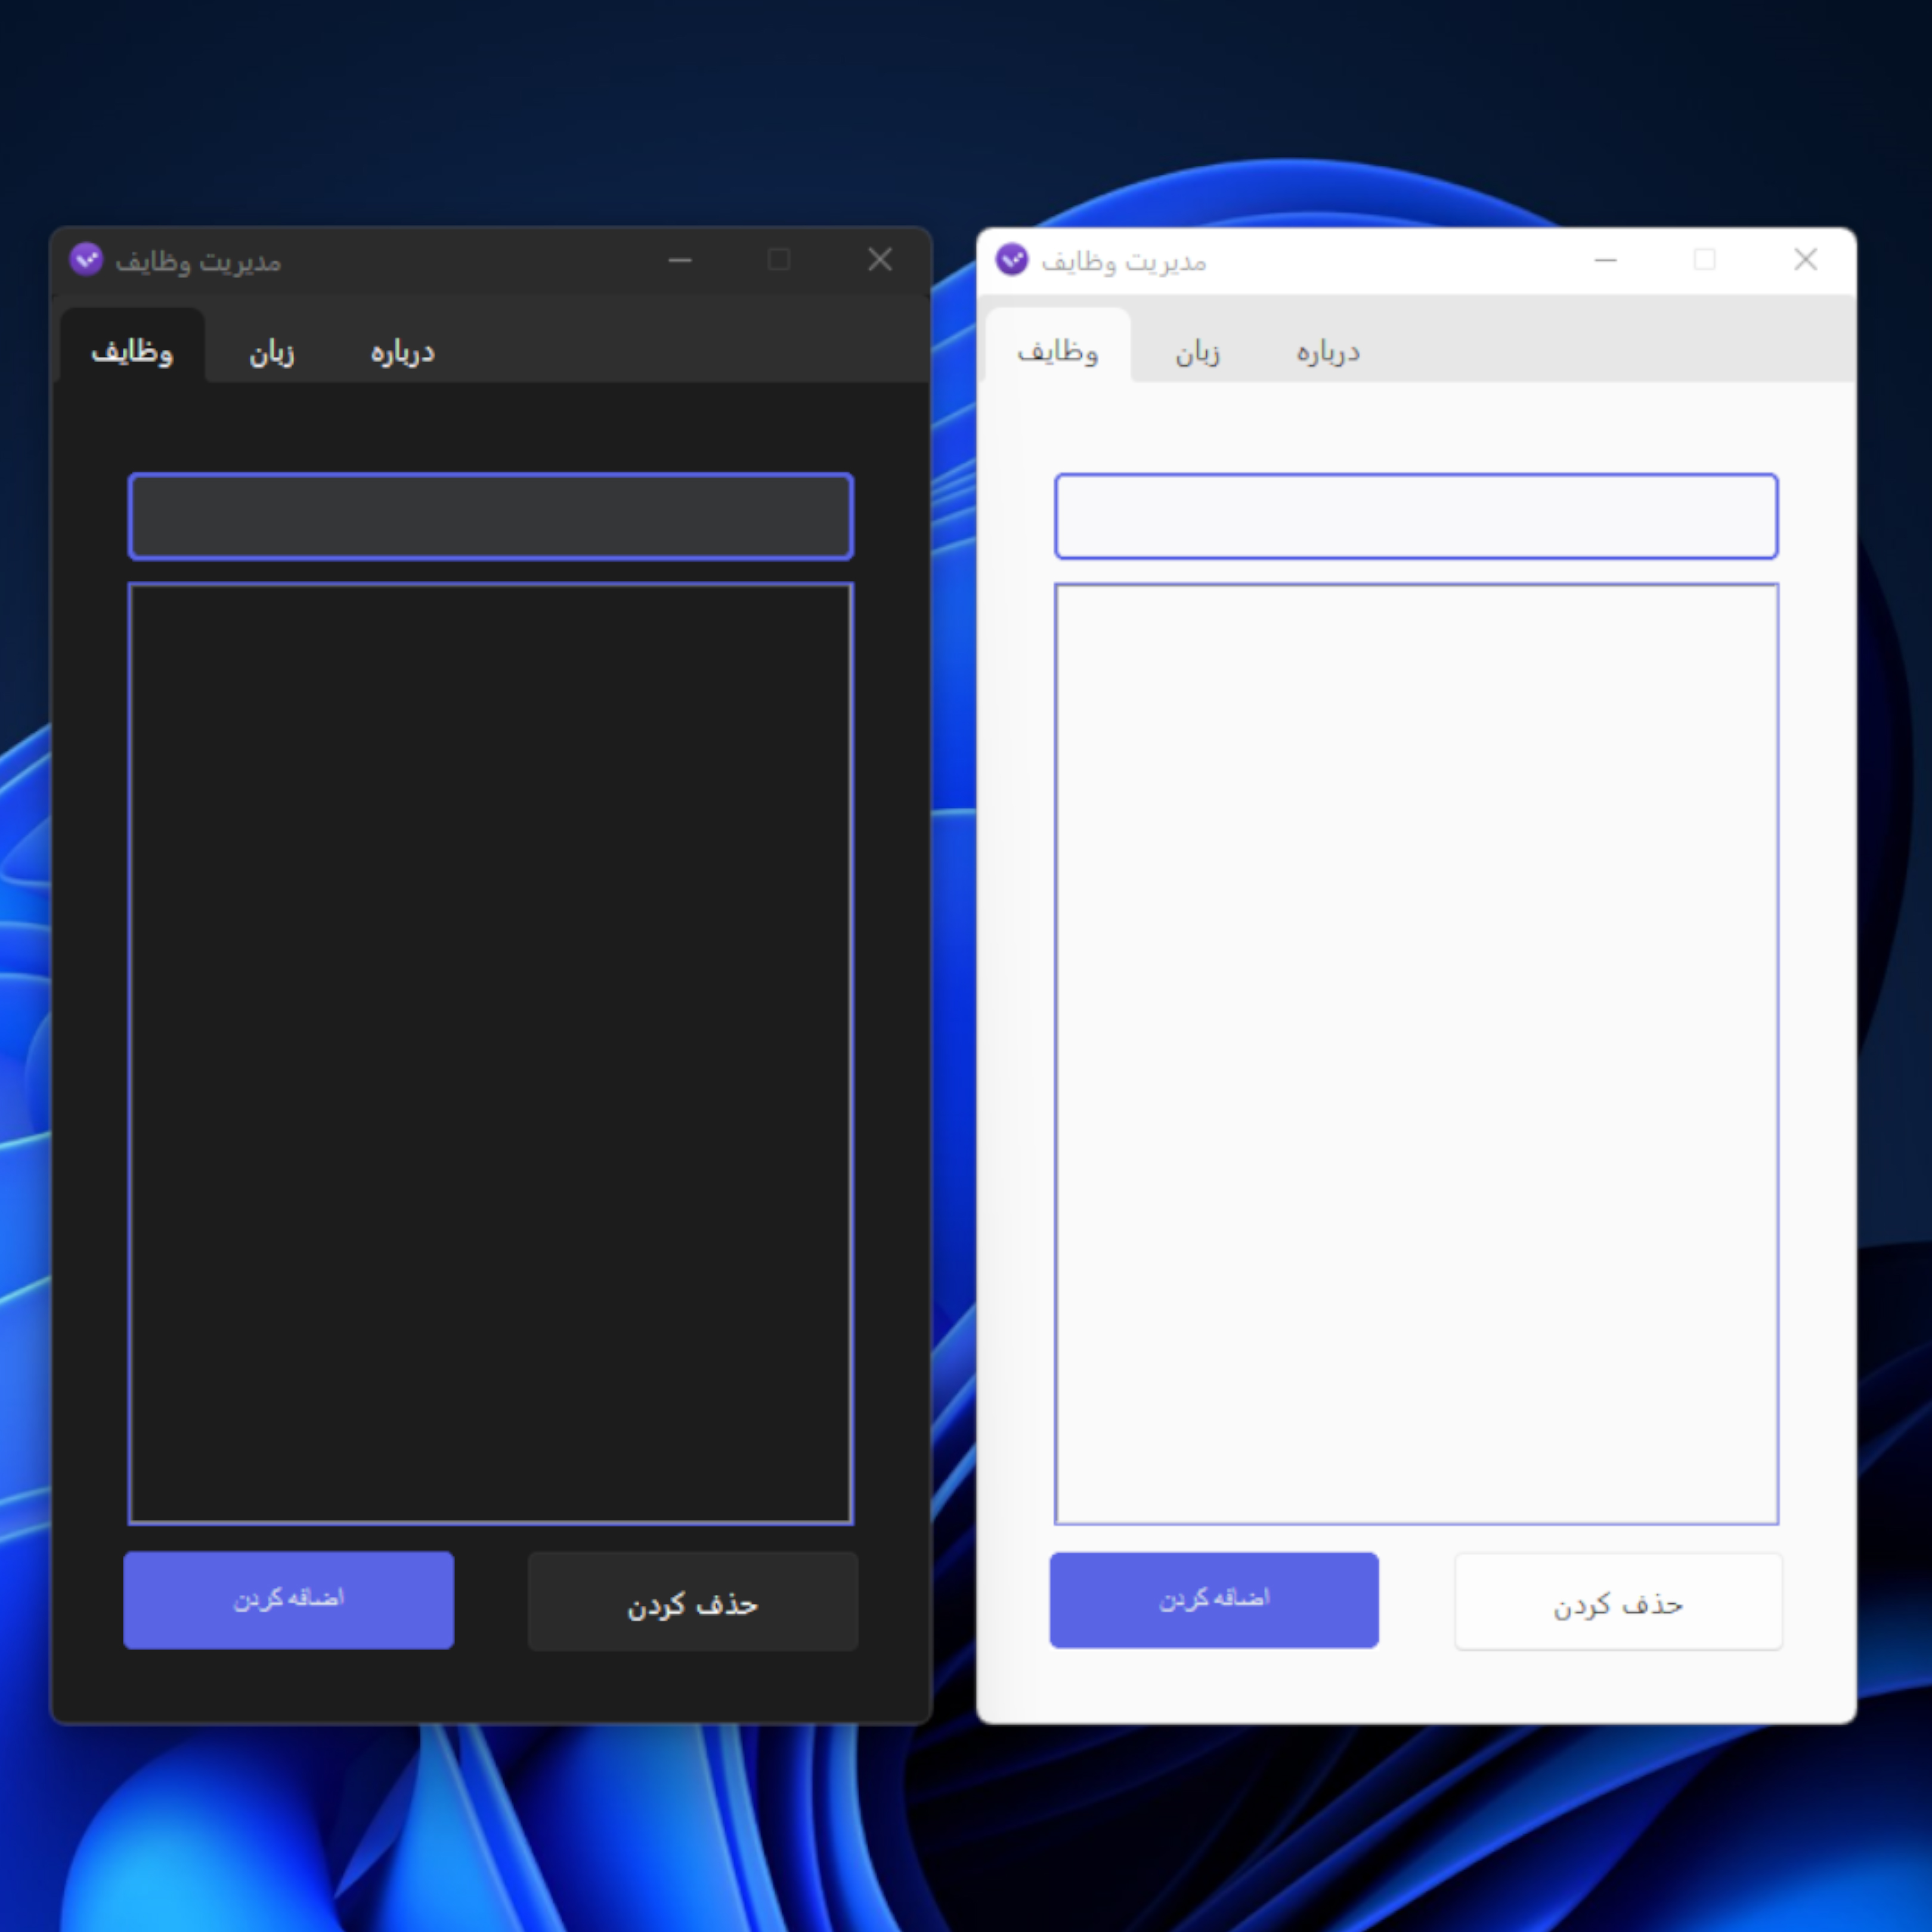 مدیریت وظایف
وظایف زبان درباره
اضافه کردن حذف کردن
مدیریت وظایف
وظایف زبان درباره
اضافه کردن حذف کردن